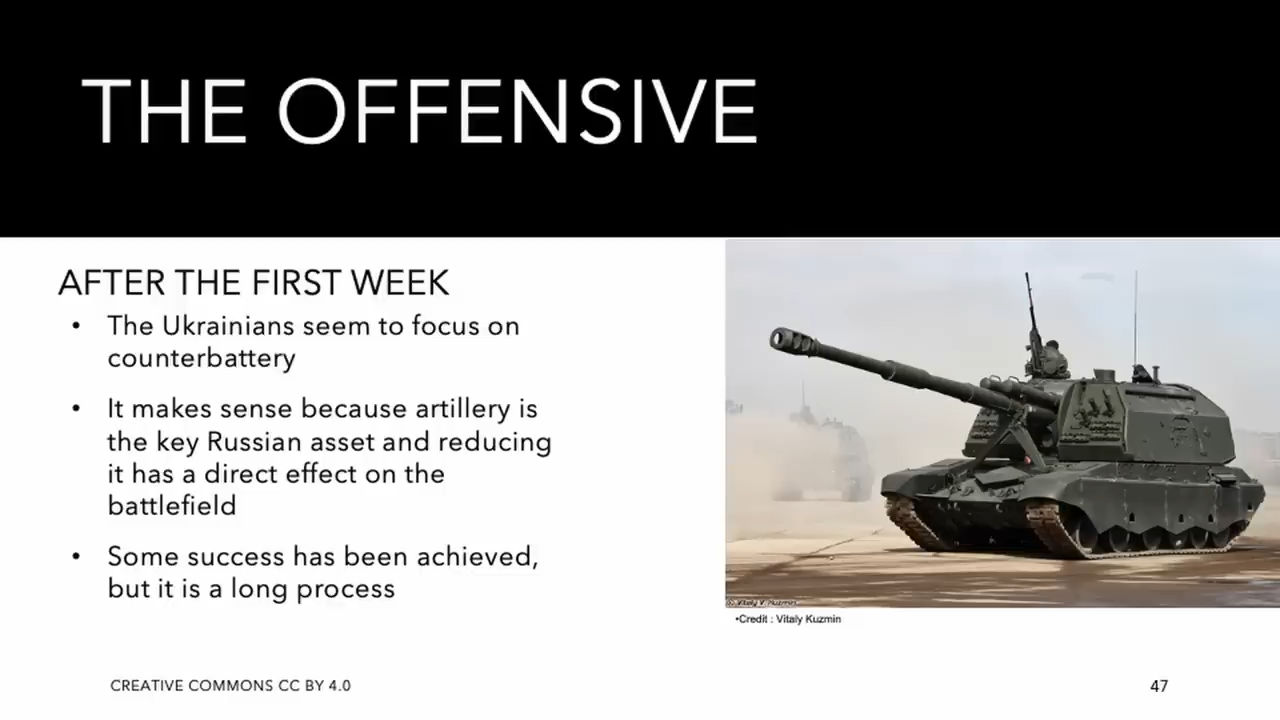 THE OFFENSIVE
AFTER THE FIRST WEEK
• The Ukrainians seem to focus on
counterbattery
• It makes sense because artillery is
the key Russian asset and reducing
it has a direct effect on the
battlefield
• Some success has been achieved,
but it is a long process
© Vitaly V. Kuzmin
•Credit : Vitaly Kuzmin
CREATIVE COMMONS CC BY 4.0
47